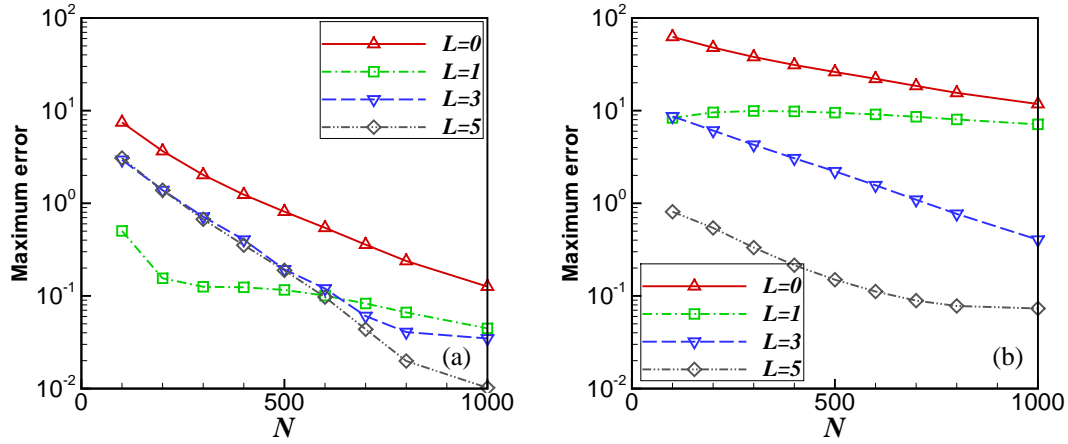 10^2
10^1
10^0
10^-1
10^-2
Maximum error
0
500
1000
N
L=0
L=1
L=3
L=5
(a)
10^2
10^1
10^0
10^-1
10^-2
Maximum error
0
500
1000
N
L=0
L=1
L=3
L=5
(b)